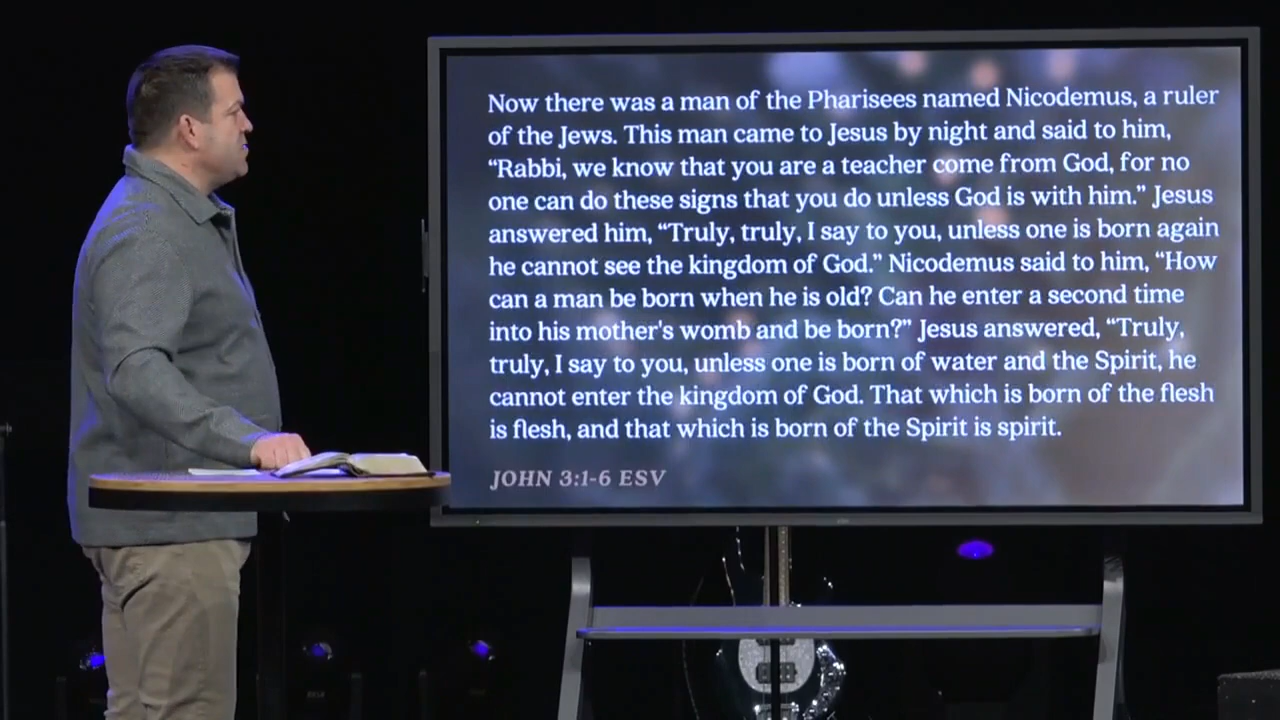 Now there was a man of the Pharisees named Nicodemus, a ruler
of the Jews. This man came to Jesus by night and said to him,
“Rabbi, we know that you are a teacher come from God, for no
one can do these signs that you do unless God is with him.” Jesus
answered him, “Truly, truly, I say to you, unless one is born again
he cannot see the kingdom of God.” Nicodemus said to him, “How
can a man be born when he is old? Can he enter a second time
into his mother's womb and be born?” Jesus answered, “Truly,
truly, I say to you, unless one is born of water and the Spirit, he
cannot enter the kingdom of God. That which is born of the flesh
is flesh, and that which is born of the Spirit is spirit.
JOHN 3:1-6 ESV